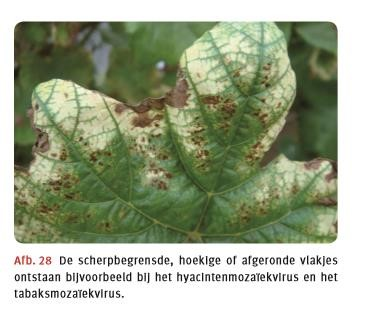 Afb. 28 De scherpbegrensde, hoekige of afgeronde vlakjes
ontstaan bijvoorbeeld bij het hyacintenmozaïekvirus en het
tabaksmozaïekvirus.